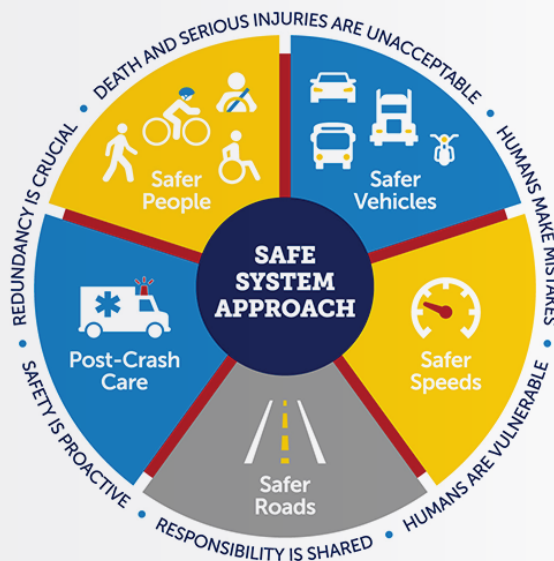 DEATH AND SERIOUS INJURIES ARE UNACCEPTABLE
HUMANS MAKE MISTAKES
HUMANS ARE VULNERABLE
RESPONSIBILITY IS SHARED
SAFETY IS PROACTIVE
REDUNDANCY IS CRUCIAL
Safer
People
Safer
Vehicles
SAFE
SYSTEM
APPROACH
Post-Crash
Care
Safer
Speeds
Safer
Roads